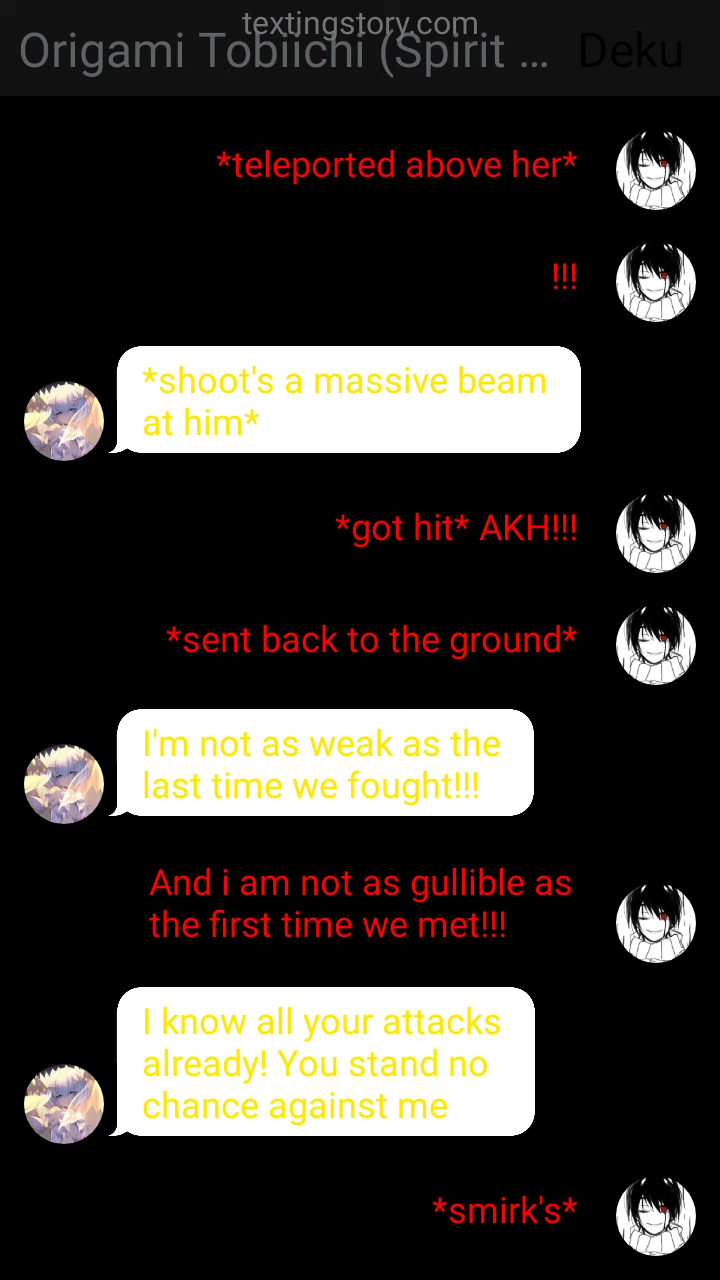 textingstory.com
Origami Tobiichi (Spirit ... Deku
*teleported above her*
!!!
*shoot's a massive beam
at him*
*got hit* AKH!!!
*sent back to the ground*
I'm not as weak as the
last time we fought!!!
And i am not as gullible as
the first time we met!!!
I know all your attacks
already! You stand no
chance against me
*smirk's*